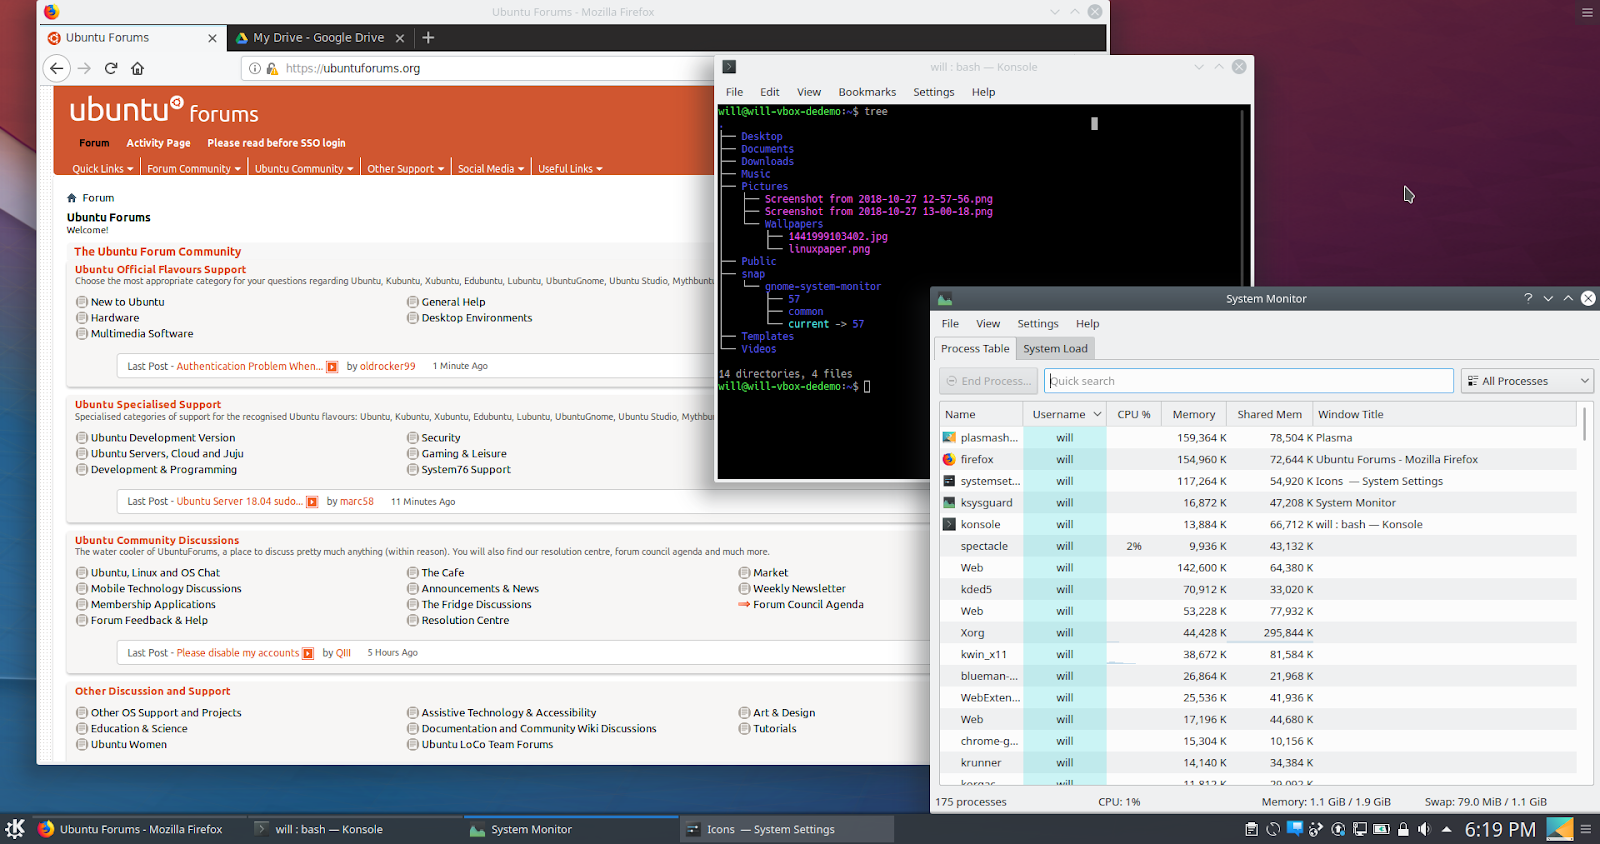 Ubuntu Forums - Mozilla Firefox
Ubuntu Forums
My Drive - Google Drive
https://ubuntuforums.org
ubuntu forums
Forum Activity Page Please read before SSO login
Quick Links Forum Community Ubuntu Community Other Support Social Media Useful Links
Forum
Ubuntu Forums
Welcome!
The Ubuntu Forum Community
Ubuntu Official Flavours Support
Choose the most appropriate category for your questions regarding Ubuntu, Kubuntu, Xubuntu, Edubuntu, Lubuntu, UbuntuGnome, Ubuntu Studio, Mythbuntu
New to Ubuntu General Help
Hardware Desktop Environments
Multimedia Software
Last Post - Authentication Problem When... by oldrocker99 1 Minute Ago
Ubuntu Specialised Support
Specialised categories of support for the recognised Ubuntu flavours: Ubuntu, Kubuntu, Xubuntu, Edubuntu, Lubuntu, UbuntuGnome, Ubuntu Studio, Mythbu
Ubuntu Development Version Security
Ubuntu Servers, Cloud and Juju Gaming & Leisure
Development & Programming System76 Support
Last Post - Ubuntu Server 18.04 sudo... by marc58 11 Minutes Ago
Ubuntu Community Discussions
The water cooler of UbuntuForums, a place to discuss pretty much anything (within reason). You will also find our resolution centre, forum council agenda and much more.
Ubuntu, Linux and OS Chat The Cafe Market
Mobile Technology Discussions Announcements & News Weekly Newsletter
Membership Applications The Fridge Discussions Forum Council Agenda
Forum Feedback & Help Resolution Centre
Last Post - Please disable my accounts by QIII 5 Hours Ago
Other Discussion and Support
Other OS Support and Projects Assistive Technology & Accessibility Art & Design
Education & Science Documentation and Community Wiki Discussions Tutorials
Ubuntu Women Ubuntu LoCo Team Forums
will : bash — Konsole
File Edit View Bookmarks Settings Help
will@will-vbox-dedemo:~$ tree
.
├── Desktop
├── Documents
├── Downloads
├── Music
├── Pictures
│   ├── Screenshot from 2018-10-27 12-57-56.png
│   ├── Screenshot from 2018-10-27 13-00-18.png
│   └── Wallpapers
│       ├── 1441999103402.jpg
│       └── linuxpaper.png
├── Public
├── snap
│   └── gnome-system-monitor
│       ├── 57
│       ├── common
│       └── current -> 57
├── Templates
└── Videos
14 directories, 4 files
will@will-vbox-dedemo:~$
System Monitor
File View Settings Help
Process Table System Load
End Process... Quick search All Processes
Name Username CPU % Memory Shared Mem Window Title
plasmash... will 159,364 K 78,504 K Plasma
firefox will 154,960 K 72,644 K Ubuntu Forums - Mozilla Firefox
systemset... will 117,264 K 54,920 K Icons — System Settings
ksysguard will 16,872 K 47,208 K System Monitor
konsole will 13,884 K 66,712 K will : bash — Konsole
spectacle will 2% 9,936 K 43,132 K
Web will 142,600 K 64,380 K
kded5 will 70,912 K 33,020 K
Web will 53,228 K 77,932 K
Xorg will 44,428 K 295,844 K
kwin_x11 will 38,672 K 81,584 K
blueman-... will 26,864 K 21,968 K
WebExten... will 25,536 K 41,936 K
Web will 17,196 K 44,680 K
chrome-g... will 15,304 K 10,156 K
krunner will 14,140 K 34,384 K
korgac will 11,812 K 29,092 K
175 processes CPU: 1% Memory: 1.1 GiB / 1.9 GiB Swap: 79.0 MiB / 1.1 GiB
Ubuntu Forums - Mozilla Firefox will : bash — Konsole System Monitor Icons — System Settings 6:19 PM